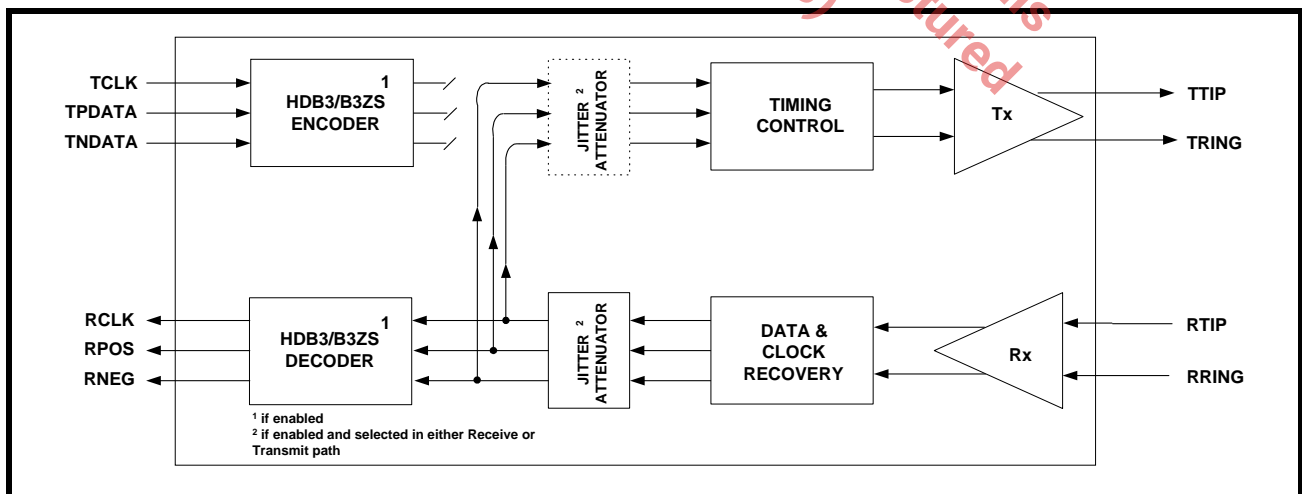 TCLK
TPDATA
TNDATA
HDB3/B3ZS
ENCODER
1
JITTER 2
ATTENUATOR
TIMING
CONTROL
Tx
TTIP
TRING
RCLK
RPOS
RNEG
HDB3/B3ZS
DECODER
1
JITTER 2
ATTENUATOR
DATA &
CLOCK
RECOVERY
Rx
RTIP
RRING
1 if enabled
2 if enabled and selected in either Receive or
Transmit path